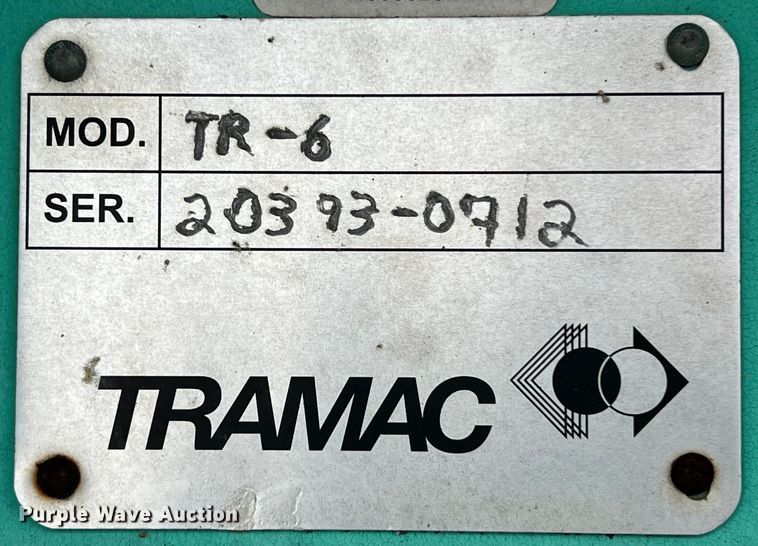 MOD. TR-6
SER. 20393-0712
TRAMAC
Purple Wave Auction